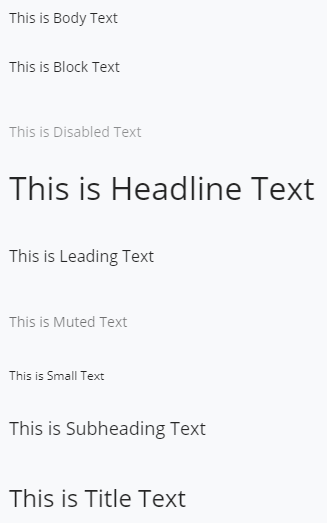 This is Body Text
This is Block Text
This is Disabled Text
This is Headline Text
This is Leading Text
This is Muted Text
This is Small Text
This is Subheading Text
This is Title Text